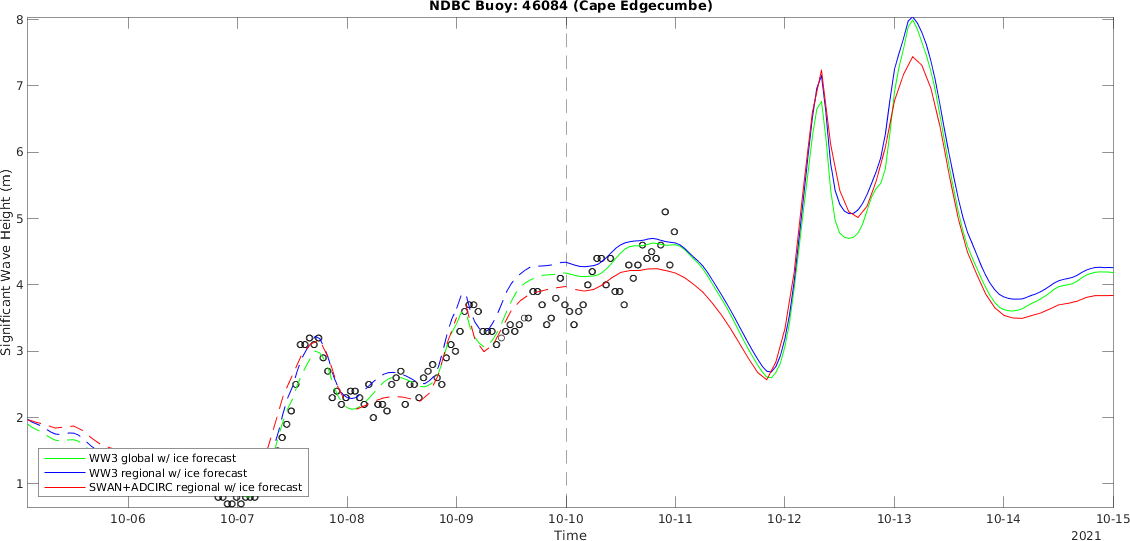 NDBC Buoy: 46084 (Cape Edgecumbe)
Significant Wave Height (m)
8
7
6
5
4
3
2
1
WW3 global w/ ice forecast
WW3 regional w/ ice forecast
SWAN+ADCIRC regional w/ ice forecast
10-06 10-07 10-08 10-09 10-10 10-11 10-12 10-13 10-14 10-15
Time
2021